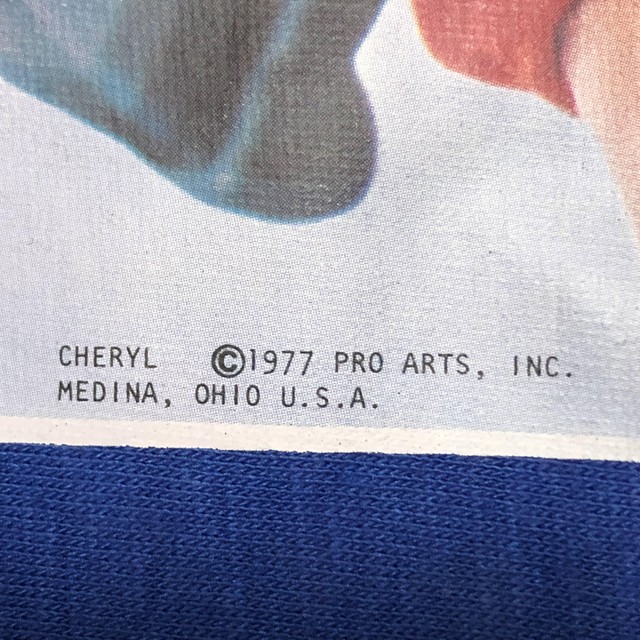 CHERYL ©1977 PRO ARTS, INC.
MEDINA, OHIO U.S.A.